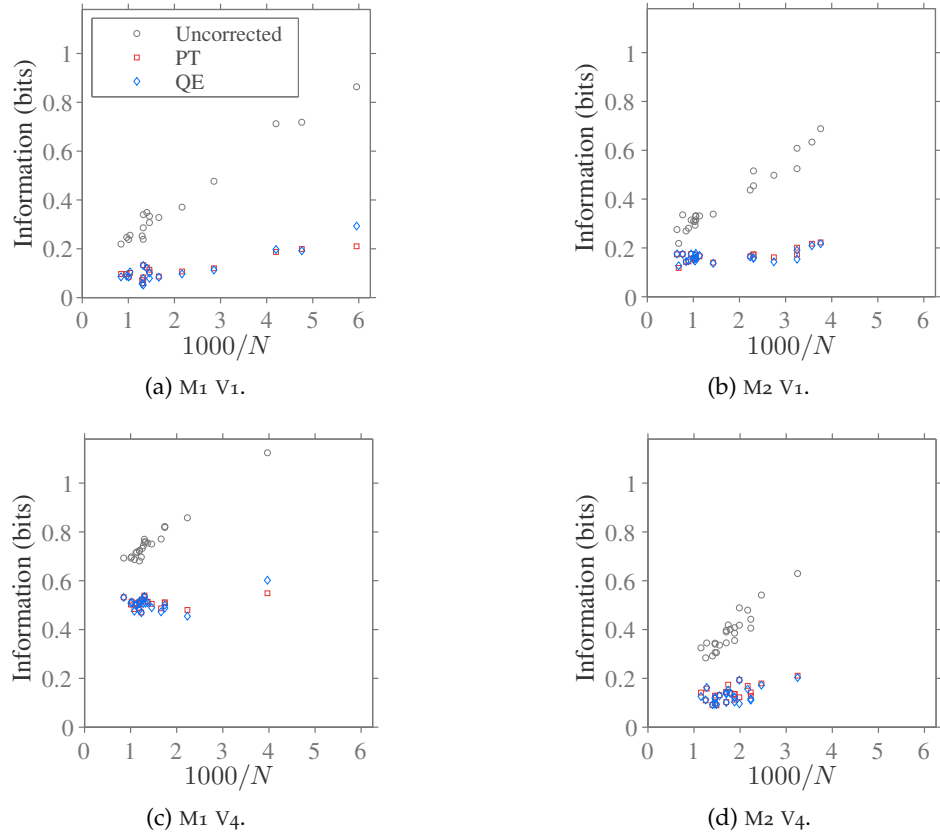 1
0.8
0.6
0.4
0.2
0
Information (bits)
Uncorrected
PT
QE
0 1 2 3 4 5 6
1000/N
(a) M1 V1.
1
0.8
0.6
0.4
0.2
0
Information (bits)
0 1 2 3 4 5 6
1000/N
(b) M2 V1.
1
0.8
0.6
0.4
0.2
0
Information (bits)
0 1 2 3 4 5 6
1000/N
(c) M1 V4.
1
0.8
0.6
0.4
0.2
0
Information (bits)
0 1 2 3 4 5 6
1000/N
(d) M2 V4.